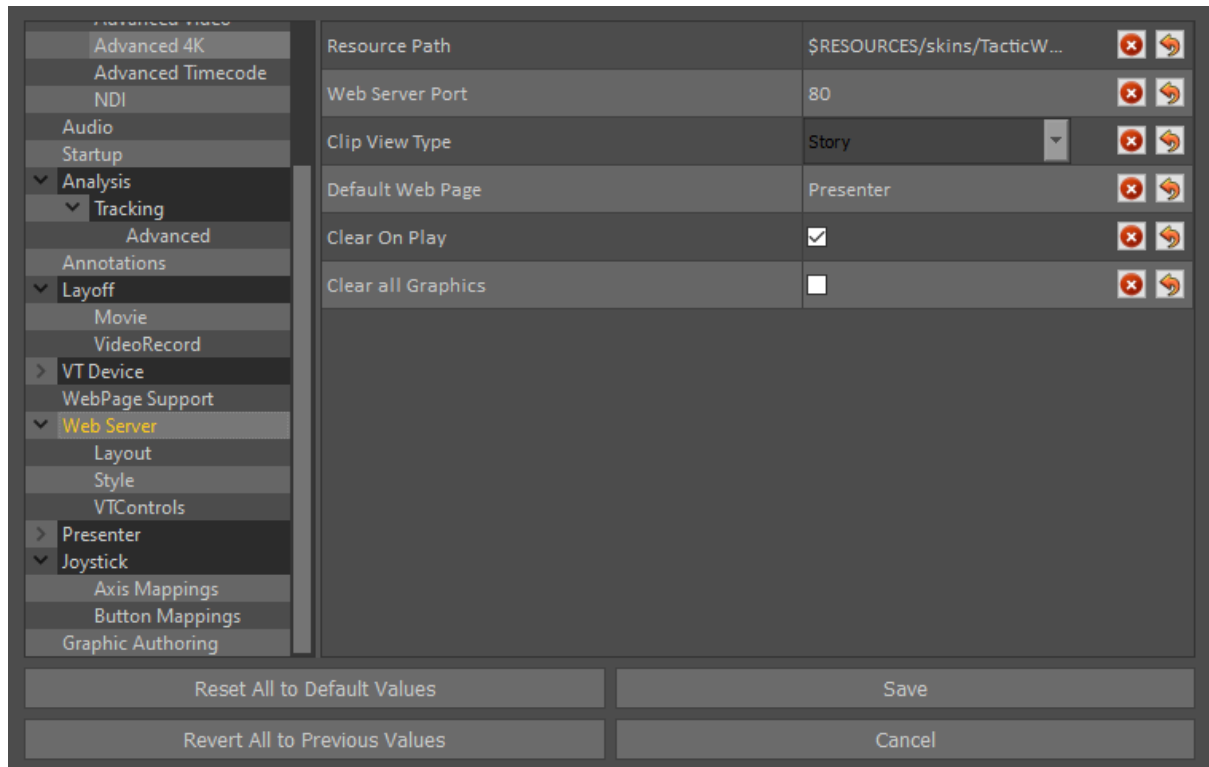 Advanced Video
Advanced 4K
Advanced Timecode
NDI
Audio
Startup
Analysis
Tracking
Advanced
Annotations
Layoff
Movie
VideoRecord
VT Device
WebPage Support
Web Server
Layout
Style
VTControls
Presenter
Joystick
Axis Mappings
Button Mappings
Graphic Authoring
Resource Path $RESOURCES/skins/TacticW...
Web Server Port 80
Clip View Type Story
Default Web Page Presenter
Clear On Play
Clear all Graphics
Reset All to Default Values Save
Revert All to Previous Values Cancel